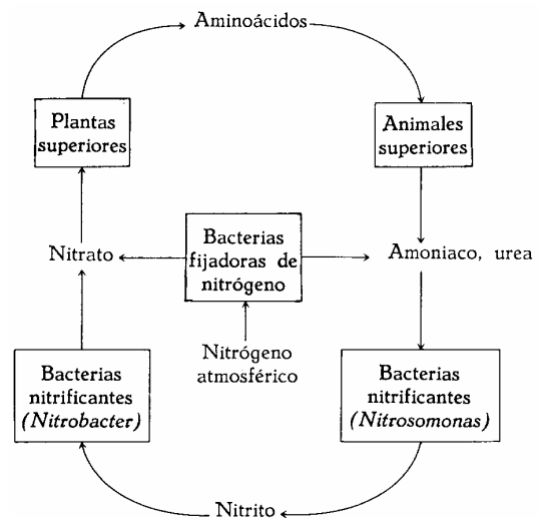 Aminoácidos
Plantas
superiores
Animales
superiores
Nitrato
Bacterias
fijadoras de
nitrógeno
Amoniaco, urea
Nitrógeno
atmosférico
Bacterias
nitrificantes
(Nitrobacter)
Bacterias
nitrificantes
(Nitrosomonas)
Nitrito